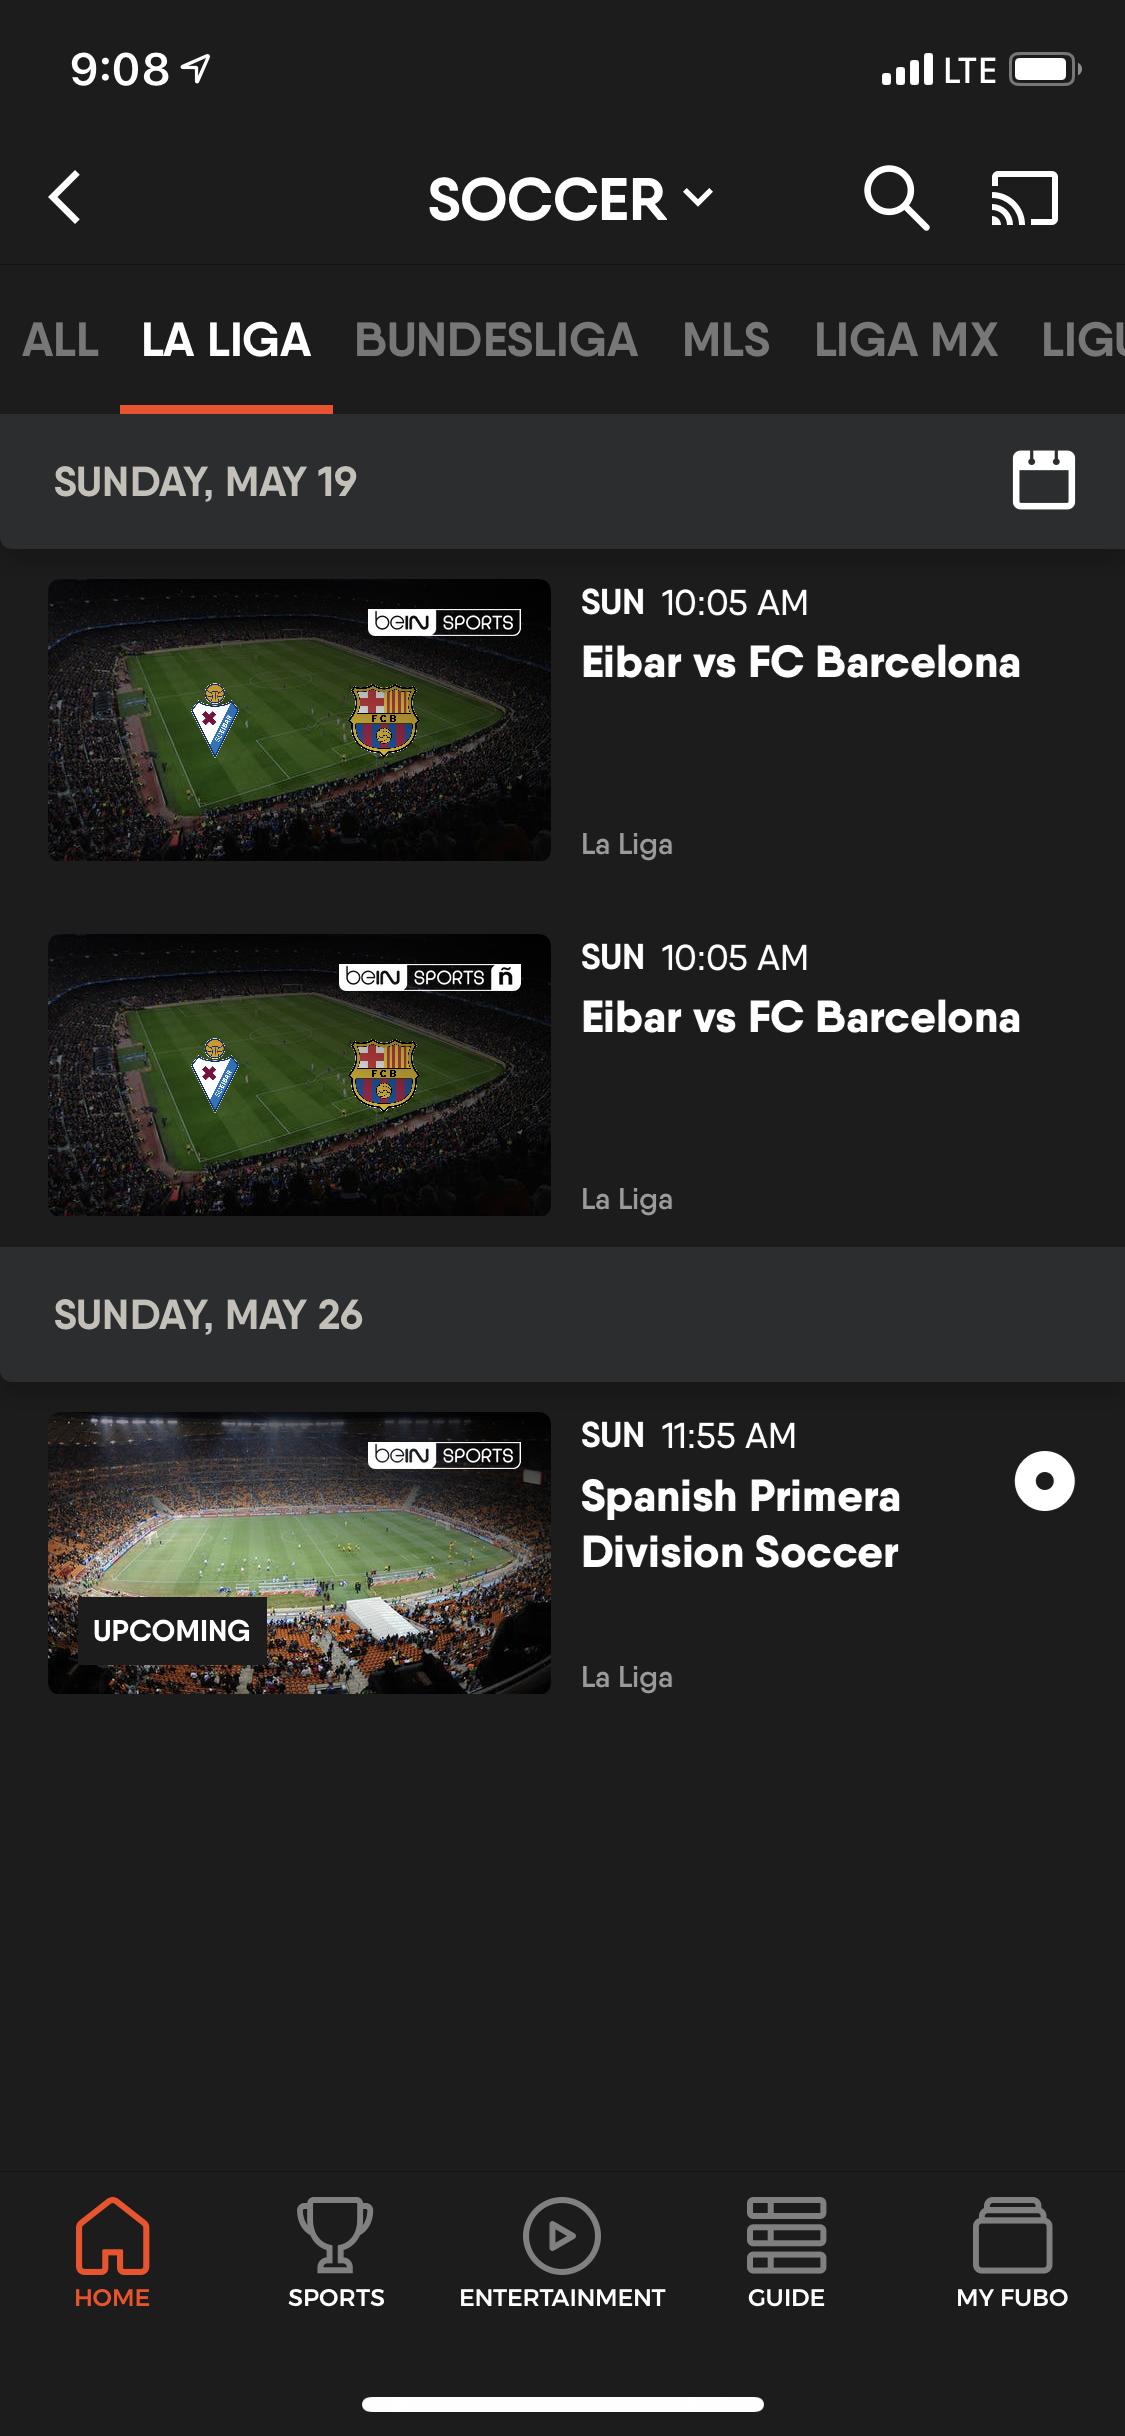 9:08 LTE
SOCCER
ALL LA LIGA BUNDESLIGA MLS LIGA MX LIGU
SUNDAY, MAY 19
beIN SPORTS
FCB
SUN 10:05 AM
Eibar vs FC Barcelona
La Liga
beIN SPORTS ñ
FCB
SUN 10:05 AM
Eibar vs FC Barcelona
La Liga
SUNDAY, MAY 26
beIN SPORTS
UPCOMING
SUN 11:55 AM
Spanish Primera
Division Soccer
La Liga
HOME SPORTS ENTERTAINMENT GUIDE MY FUBO